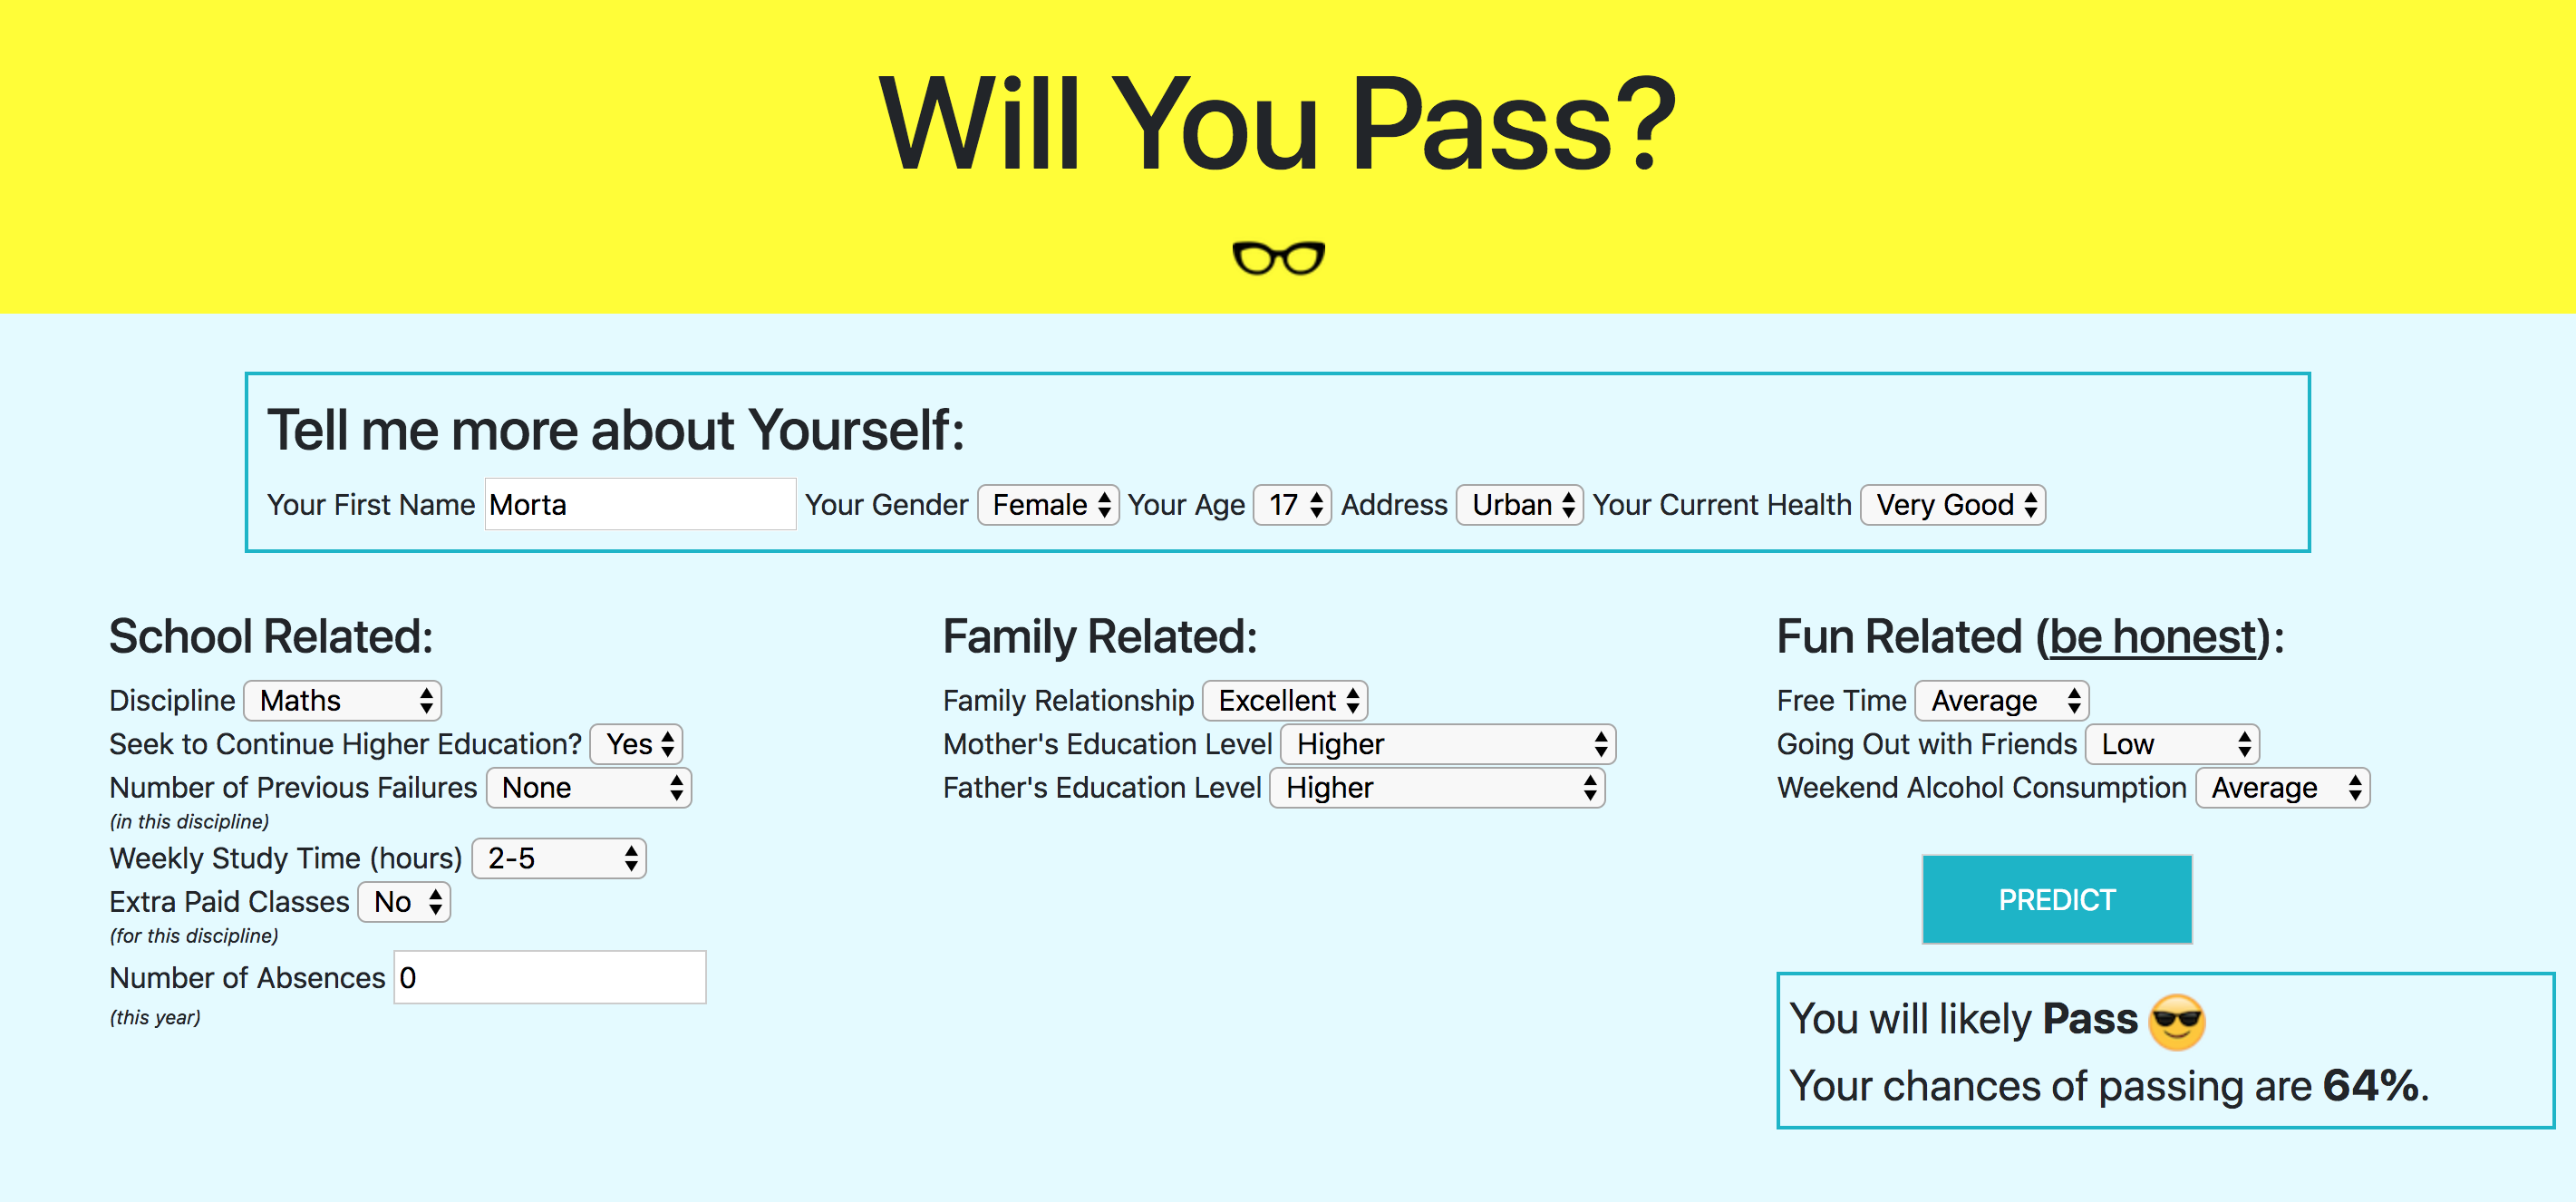 Will You Pass?
Tell me more about Yourself:
Your First Name Morta Your Gender Female Your Age 17 Address Urban Your Current Health Very Good
School Related:
Discipline Maths
Seek to Continue Higher Education? Yes
Number of Previous Failures None
(in this discipline)
Weekly Study Time (hours) 2-5
Extra Paid Classes No
(for this discipline)
Number of Absences 0
(this year)
Family Related:
Family Relationship Excellent
Mother's Education Level Higher
Father's Education Level Higher
Fun Related (be honest):
Free Time Average
Going Out with Friends Low
Weekend Alcohol Consumption Average
PREDICT
You will likely Pass 😎
Your chances of passing are 64%.